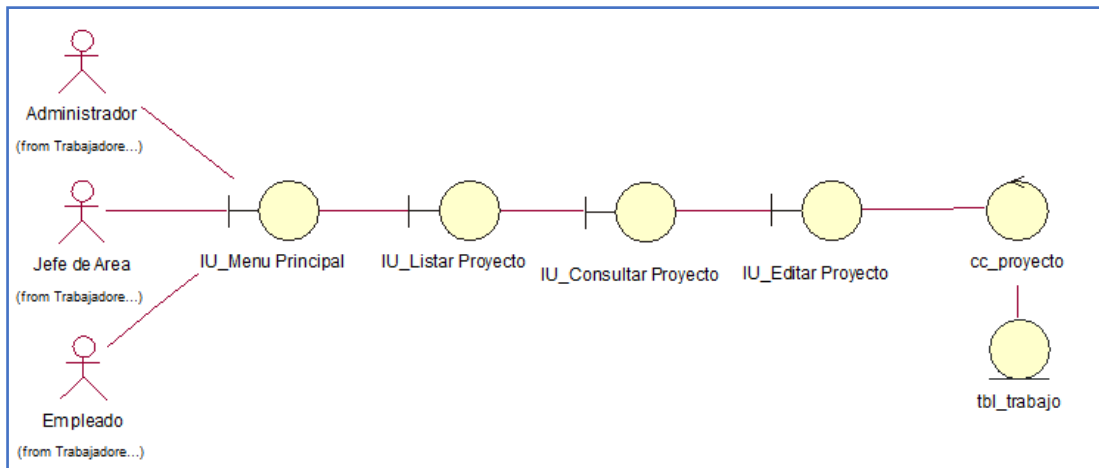 Administrador
(from Trabajadore...)
Jefe de Area
(from Trabajadore...)
Empleado
(from Trabajadore...)
IU_Menu Principal
IU_Listar Proyecto
IU_Consultar Proyecto
IU_Editar Proyecto
cc_proyecto
tbl_trabajo